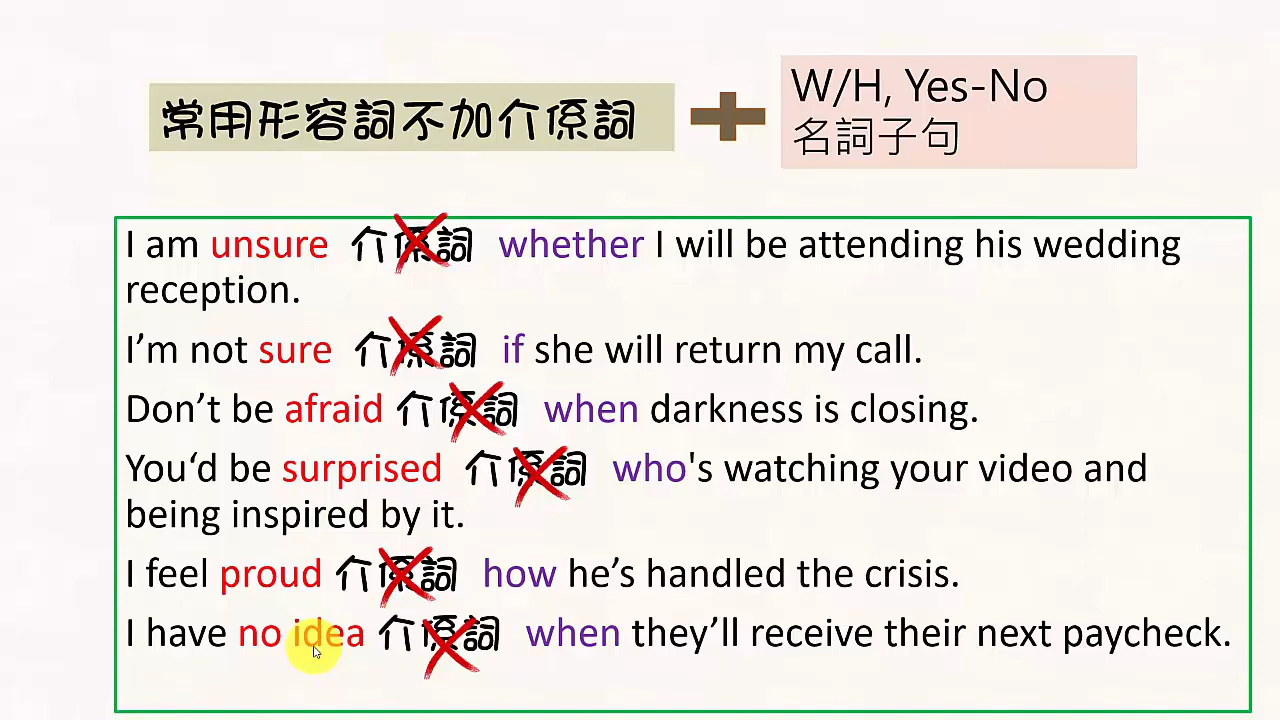 常用形容詞不加介係詞
W/H, Yes-No
名詞子句
I am unsure 介係詞 whether I will be attending his wedding
reception.
I’m not sure 介係詞 if she will return my call.
Don’t be afraid 介係詞 when darkness is closing.
You‘d be surprised 介係詞 who's watching your video and
being inspired by it.
I feel proud 介係詞 how he’s handled the crisis.
I have no idea 介係詞 when they’ll receive their next paycheck.